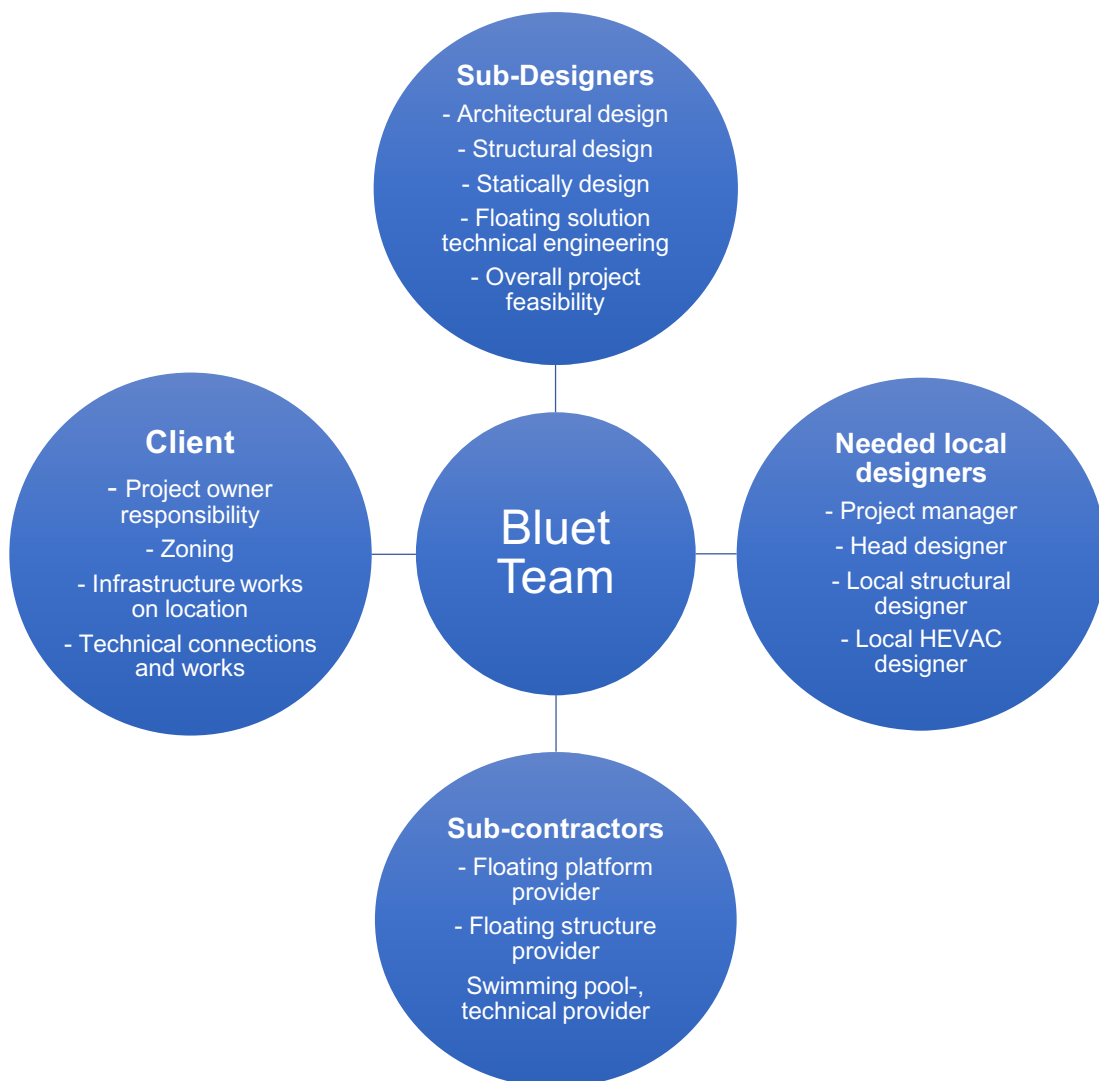 Sub-Designers
- Architectural design
- Structural design
- Statically design
- Floating solution
technical engineering
- Overall project
feasibility
Client
- Project owner
responsibility
- Zoning
- Infrastructure works
on location
- Technical connections
and works
Bluet
Team
Needed local
designers
- Project manager
- Head designer
- Local structural
designer
- Local HEVAC
designer
Sub-contractors
- Floating platform
provider
- Floating structure
provider
Swimming pool-,
technical provider